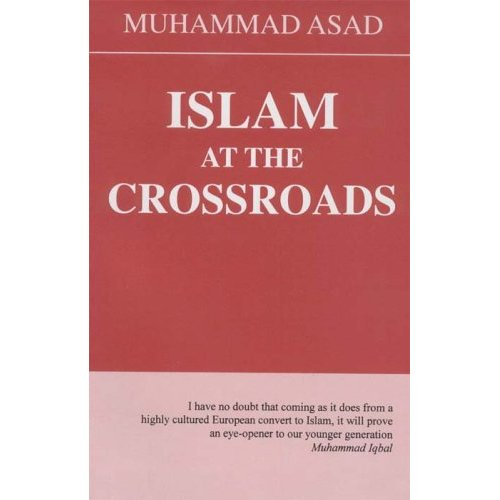 MUHAMMAD ASAD
ISLAM
AT THE
CROSSROADS
I have no doubt that coming as it does from a
highly cultured European convert to Islam, it will prove
an eye-opener to our younger generation
Muhammad Iqbal